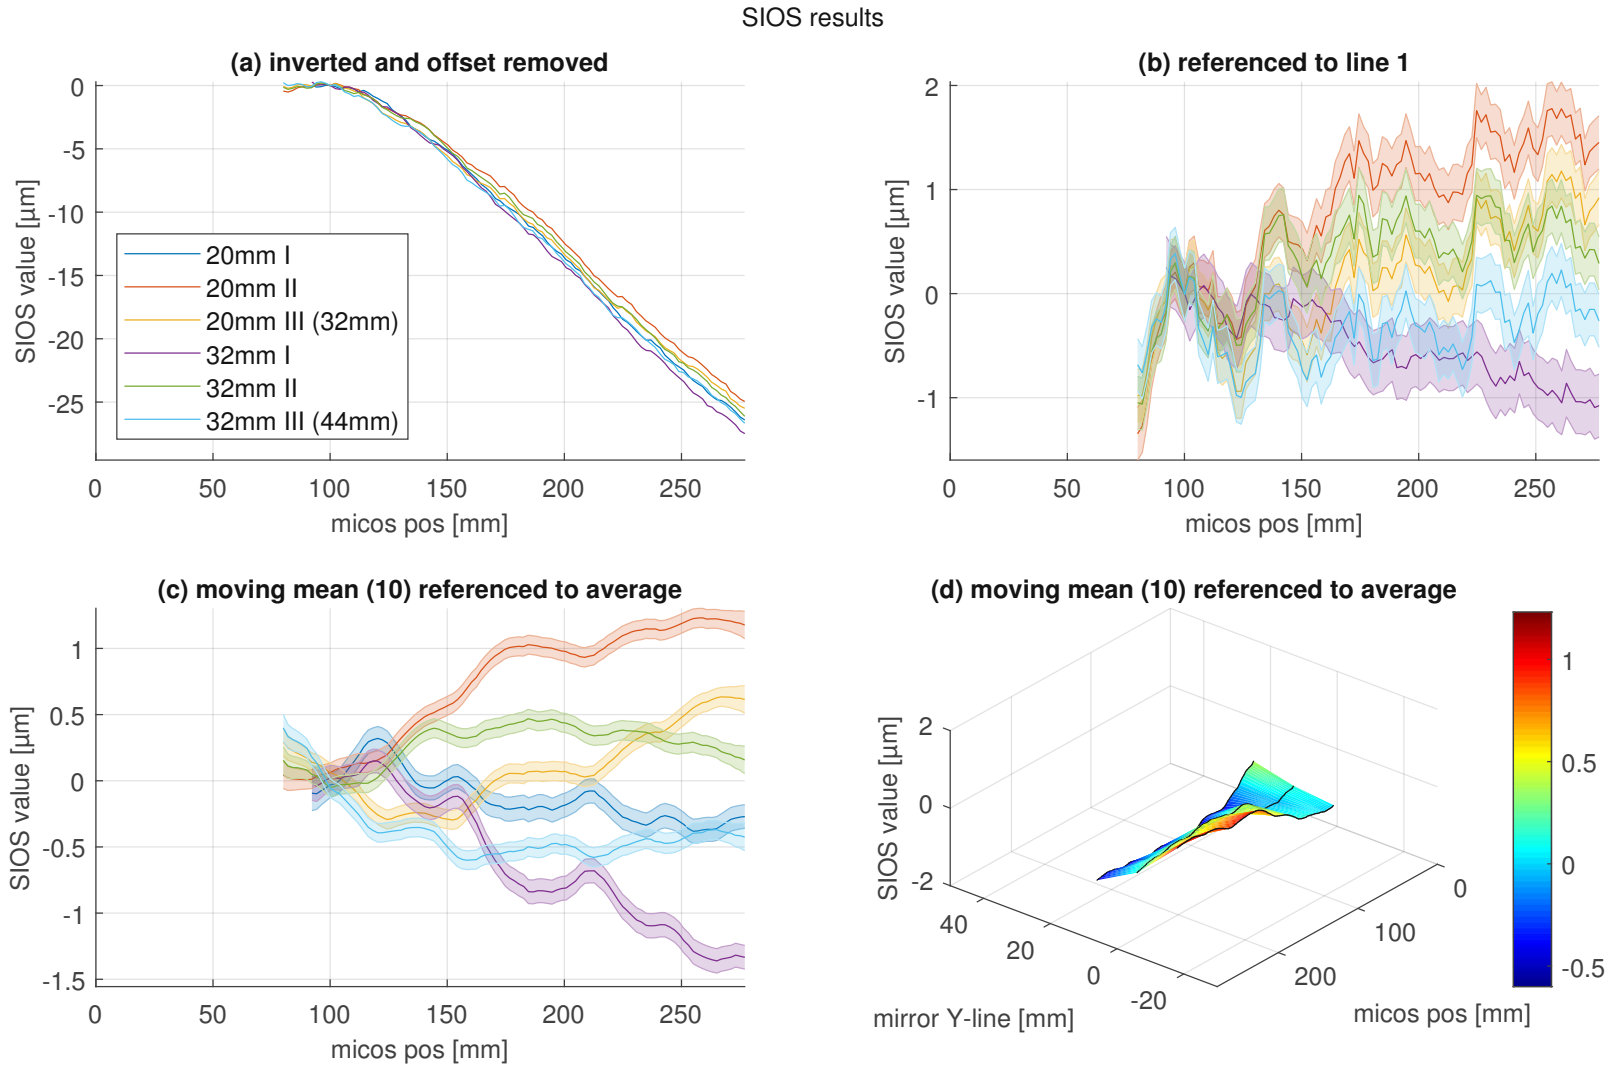 SIOS results
(a) inverted and offset removed
0
-5
-10
-15
-20
-25
SIOS value [µm]
20mm I
20mm II
20mm III (32mm)
32mm I
32mm II
32mm III (44mm)
0 50 100 150 200 250
micos pos [mm]
(b) referenced to line 1
2
1
0
-1
SIOS value [µm]
0 50 100 150 200 250
micos pos [mm]
(c) moving mean (10) referenced to average
1
0.5
0
-0.5
-1
-1.5
SIOS value [µm]
0 50 100 150 200 250
micos pos [mm]
(d) moving mean (10) referenced to average
2
0
-2
SIOS value [µm]
40
20
0
-20
mirror Y-line [mm]
0
100
200
micos pos [mm]
1
0.5
0
-0.5